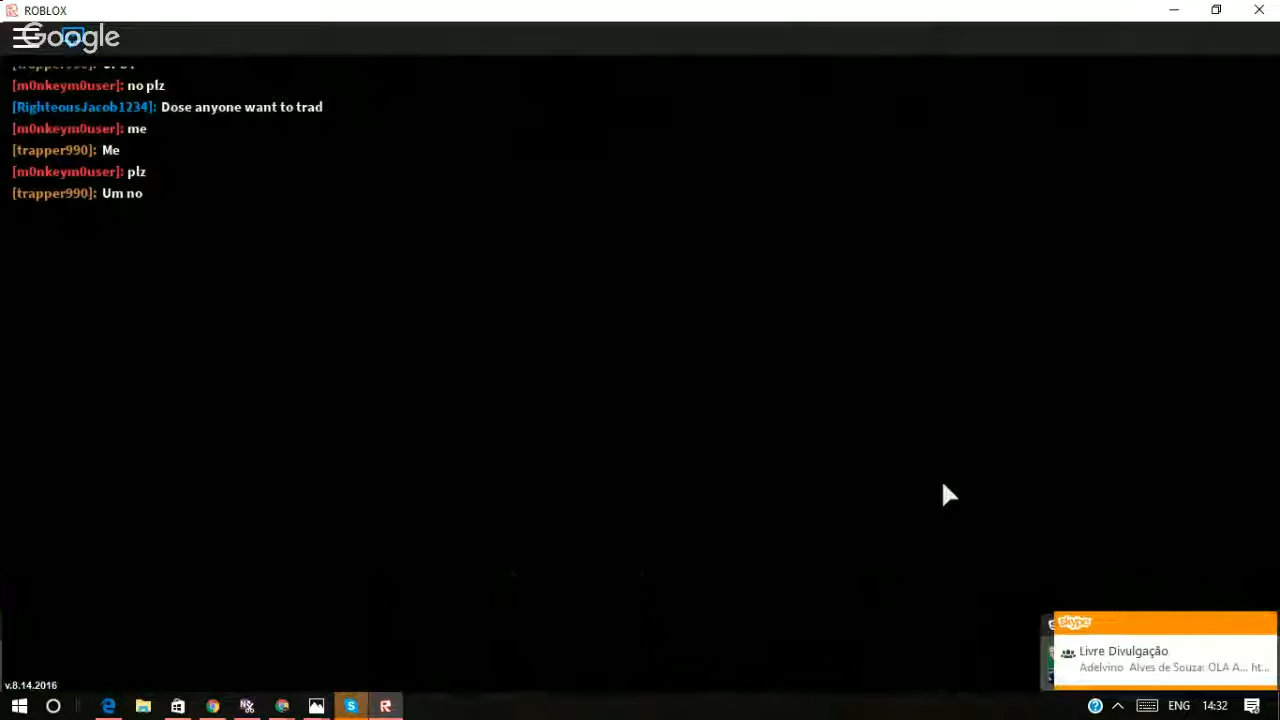 ROBLOX
Google
[m0nkeym0user]: no plz
[RighteousJacob1234]: Dose anyone want to trad
[m0nkeym0user]: me
[trapper990]: Me
[m0nkeym0user]: plz
[trapper990]: Um no
skype
Livre Divulgação
Adelvino Alves de Souza: OLA A... ht...
v.8.14.2016
ENG
14:32